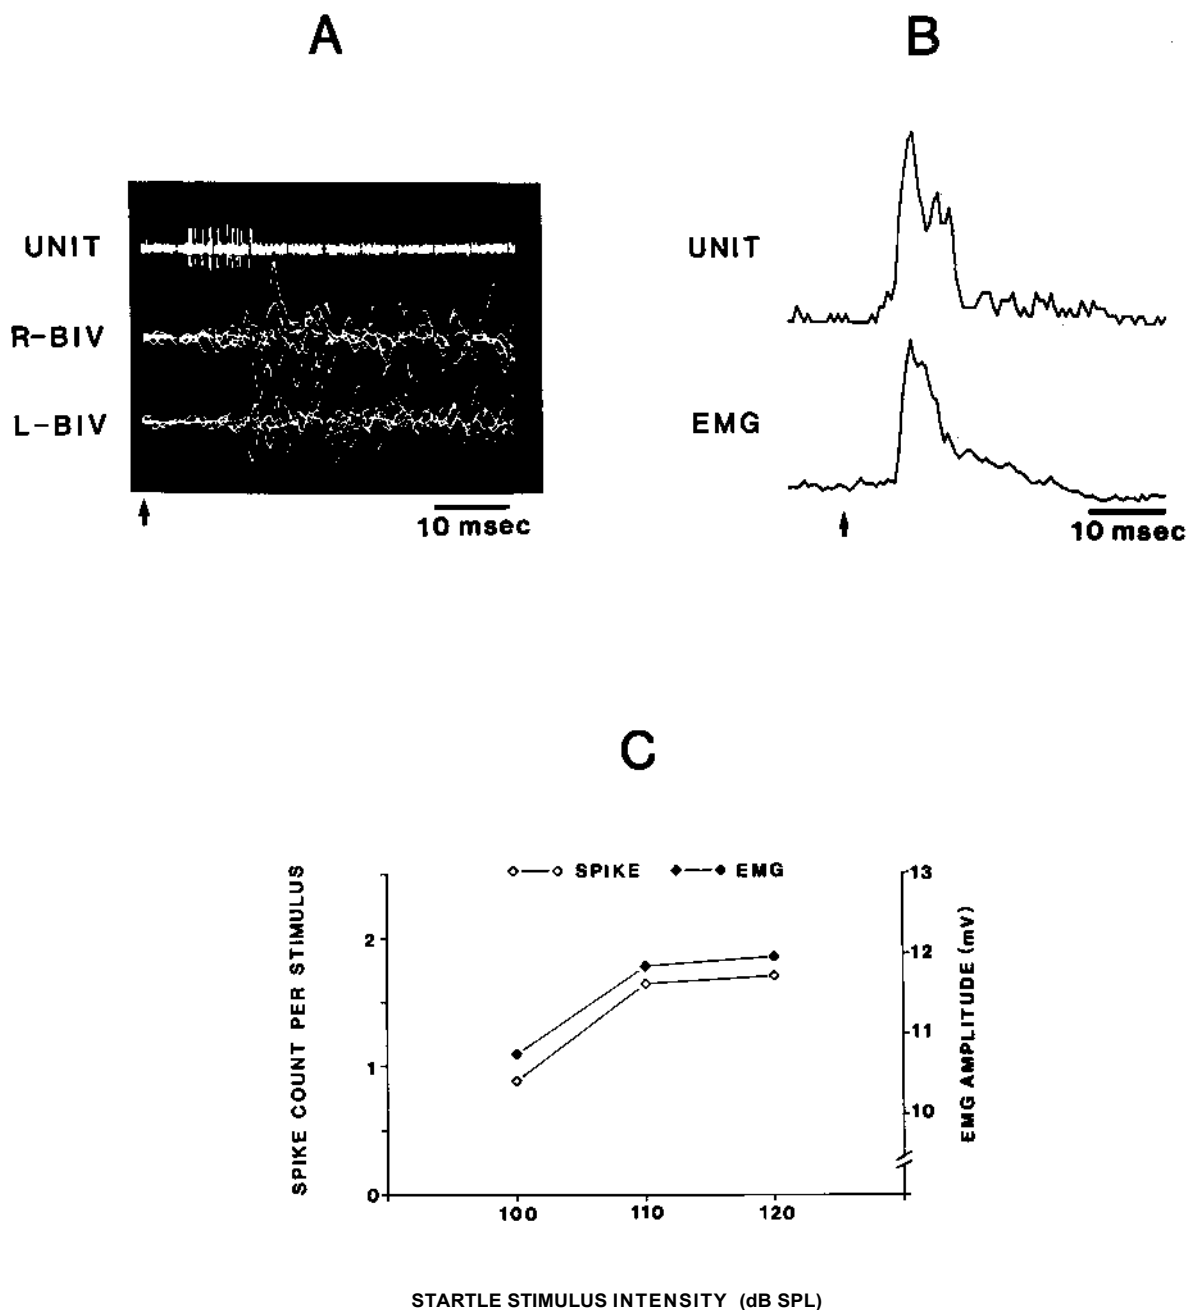 A
UNIT
R-BIV
L-BIV
10 msec
B
UNIT
EMG
10 msec
C
SPIKE EMG
SPIKE COUNT PER STIMULUS
2
1
0
13
12
11
10
EMG AMPLITUDE (mV)
100 110 120
STARTLE STIMULUS INTENSITY (dB SPL)